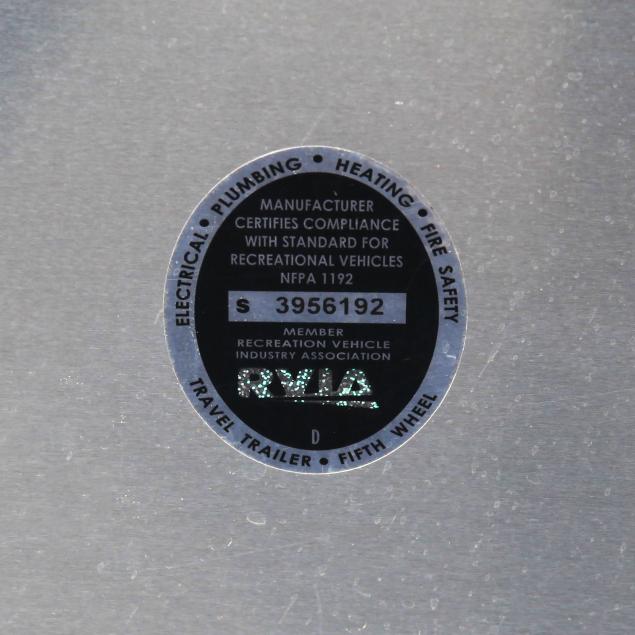 ELECTRICAL • PLUMBING • HEATING • FIRE SAFETY
MANUFACTURER
CERTIFIES COMPLIANCE
WITH STANDARD FOR
RECREATIONAL VEHICLES
NFPA 1192
S 3956192
MEMBER
RECREATION VEHICLE
INDUSTRY ASSOCIATION
RVIA
D
TRAVEL TRAILER • FIFTH WHEEL